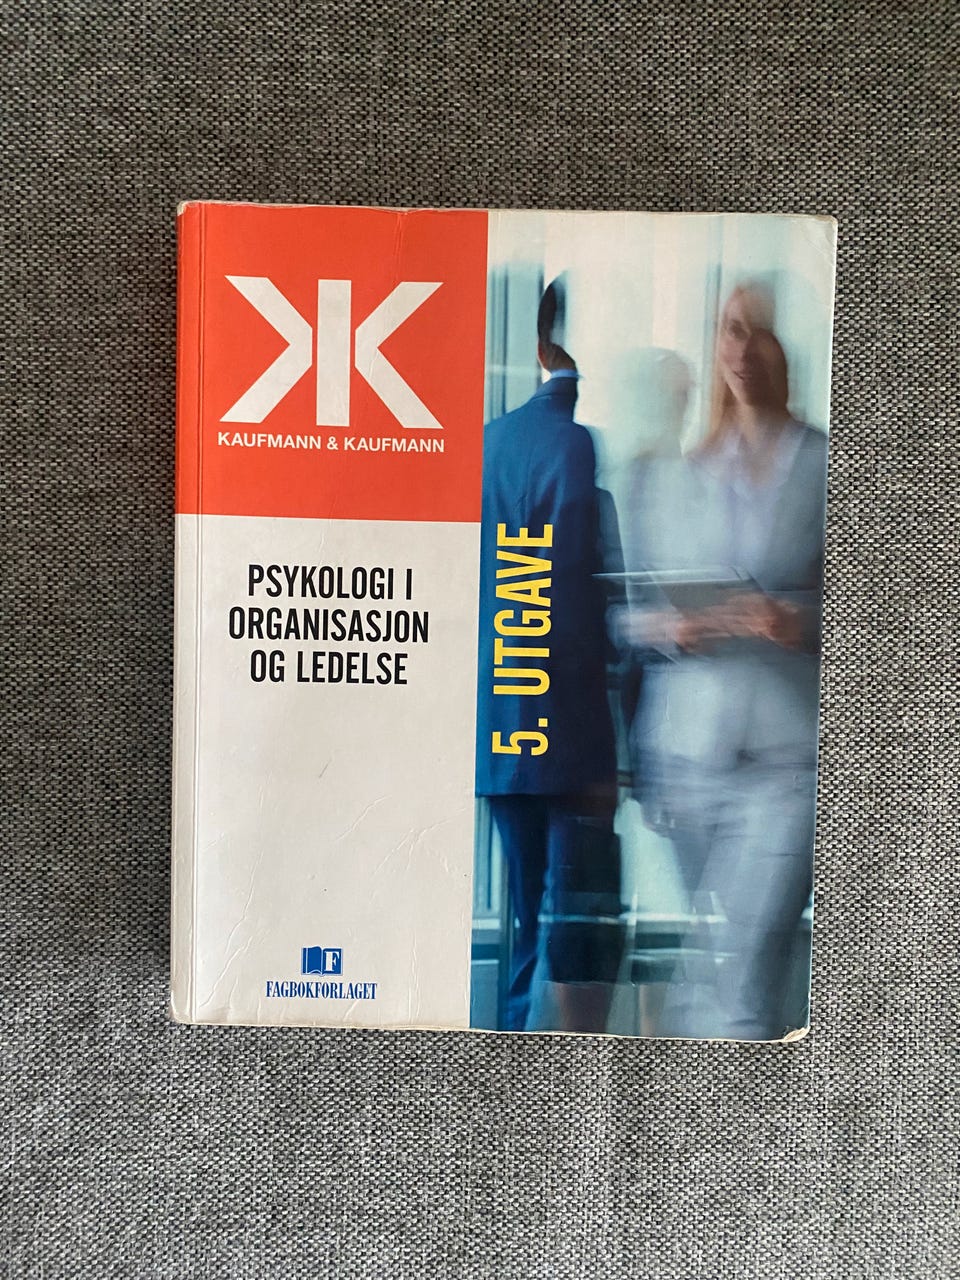 KAUFMANN & KAUFMANN
PSYKOLOGI I
ORGANISASJON
OG LEDELSE
5. UTGAVE
F
FAGBOKFORLAGET